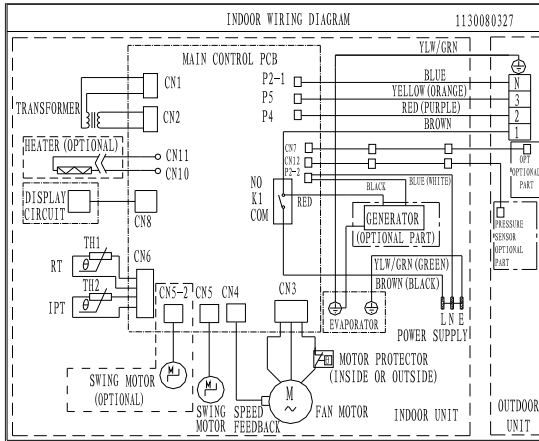 INDOOR WIRING DIAGRAM 1130080327
YLW/GRN
MAIN CONTROL PCB
P2-1 BLUE N
CN1
P5 YELLOW(ORANGE) 3
TRANSFORMER CN2
P4 RED(PURPLE) 2
BROWN 1
HEATER(OPTIONAL)
CN11
CN10
CN7
CN12
P2-2
OPT
OPTIONAL
PART
BLUE(WHITE)
BLACK
NO
K1
COM
RED
DISPLAY
CIRCUIT
CN8
GENERATOR
(OPTIONAL PART)
PRESSURE
SENSOR
OPTIONAL
PART
TH1
RT
CN6
TH2
IPT
YLW/GRN(GREEN)
BROWN(BLACK)
CN5-2 CN5 CN4 CN3
EVAPORATOR
L N E
POWER SUPPLY
MOTOR PROTECTOR
(INSIDE OR OUTSIDE)
SWING MOTOR
(OPTIONAL)
M
M
M
~
SWING
MOTOR
SPEED
FEEDBACK
FAN MOTOR
INDOOR UNIT
OUTDOOR
UNIT